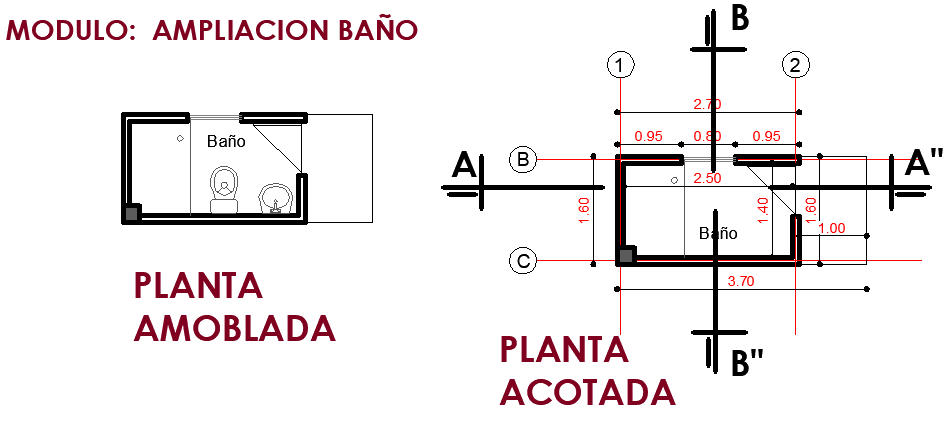 MODULO: AMPLIACION BAÑO
Baño
PLANTA
AMOBLADA
B
1
2
2.70
0.95
0.80
0.95
A
B
A"
2.50
1.60
1.40
1.60
Baño
1.00
C
3.70
PLANTA
ACOTADA
B"